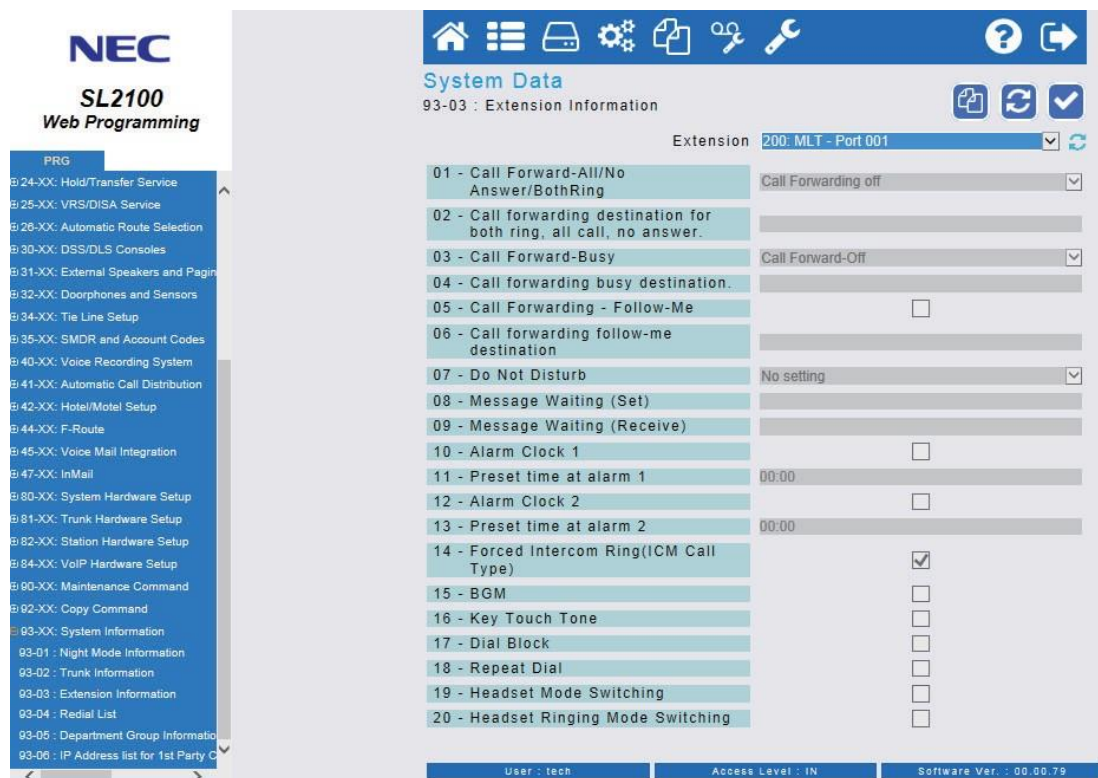 NEC
SL2100
Web Programming
PRG
24-XX: Hold/Transfer Service
25-XX: VRS/DISA Service
26-XX: Automatic Route Selection
30-XX: DSS/DLS Consoles
31-XX: External Speakers and Pagin
32-XX: Doorphones and Sensors
34-XX: Tie Line Setup
35-XX: SMDR and Account Codes
40-XX: Voice Recording System
41-XX: Automatic Call Distribution
42-XX: Hotel/Motel Setup
44-XX: F-Route
45-XX: Voice Mail Integration
47-XX: InMail
80-XX: System Hardware Setup
81-XX: Trunk Hardware Setup
82-XX: Station Hardware Setup
84-XX: VoIP Hardware Setup
90-XX: Maintenance Command
92-XX: Copy Command
93-XX: System Information
93-01 : Night Mode Information
93-02 : Trunk Information
93-03 : Extension Information
93-04 : Redial List
93-05 : Department Group Informatio
93-06 : IP Address list for 1st Party C
System Data
93-03 : Extension Information
Extension 200: MLT - Port 001
01 - Call Forward-All/No
Answer/BothRing
Call Forwarding off
02 - Call forwarding destination for
both ring, all call, no answer.
03 - Call Forward-Busy Call Forward-Off
04 - Call forwarding busy destination.
05 - Call Forwarding - Follow-Me
06 - Call forwarding follow-me
destination
07 - Do Not Disturb No setting
08 - Message Waiting (Set)
09 - Message Waiting (Receive)
10 - Alarm Clock 1
11 - Preset time at alarm 1 00:00
12 - Alarm Clock 2
13 - Preset time at alarm 2 00:00
14 - Forced Intercom Ring(ICM Call
Type)
15 - BGM
16 - Key Touch Tone
17 - Dial Block
18 - Repeat Dial
19 - Headset Mode Switching
20 - Headset Ringing Mode Switching
User : tech Access Level : IN Software Ver. : 00.00.79